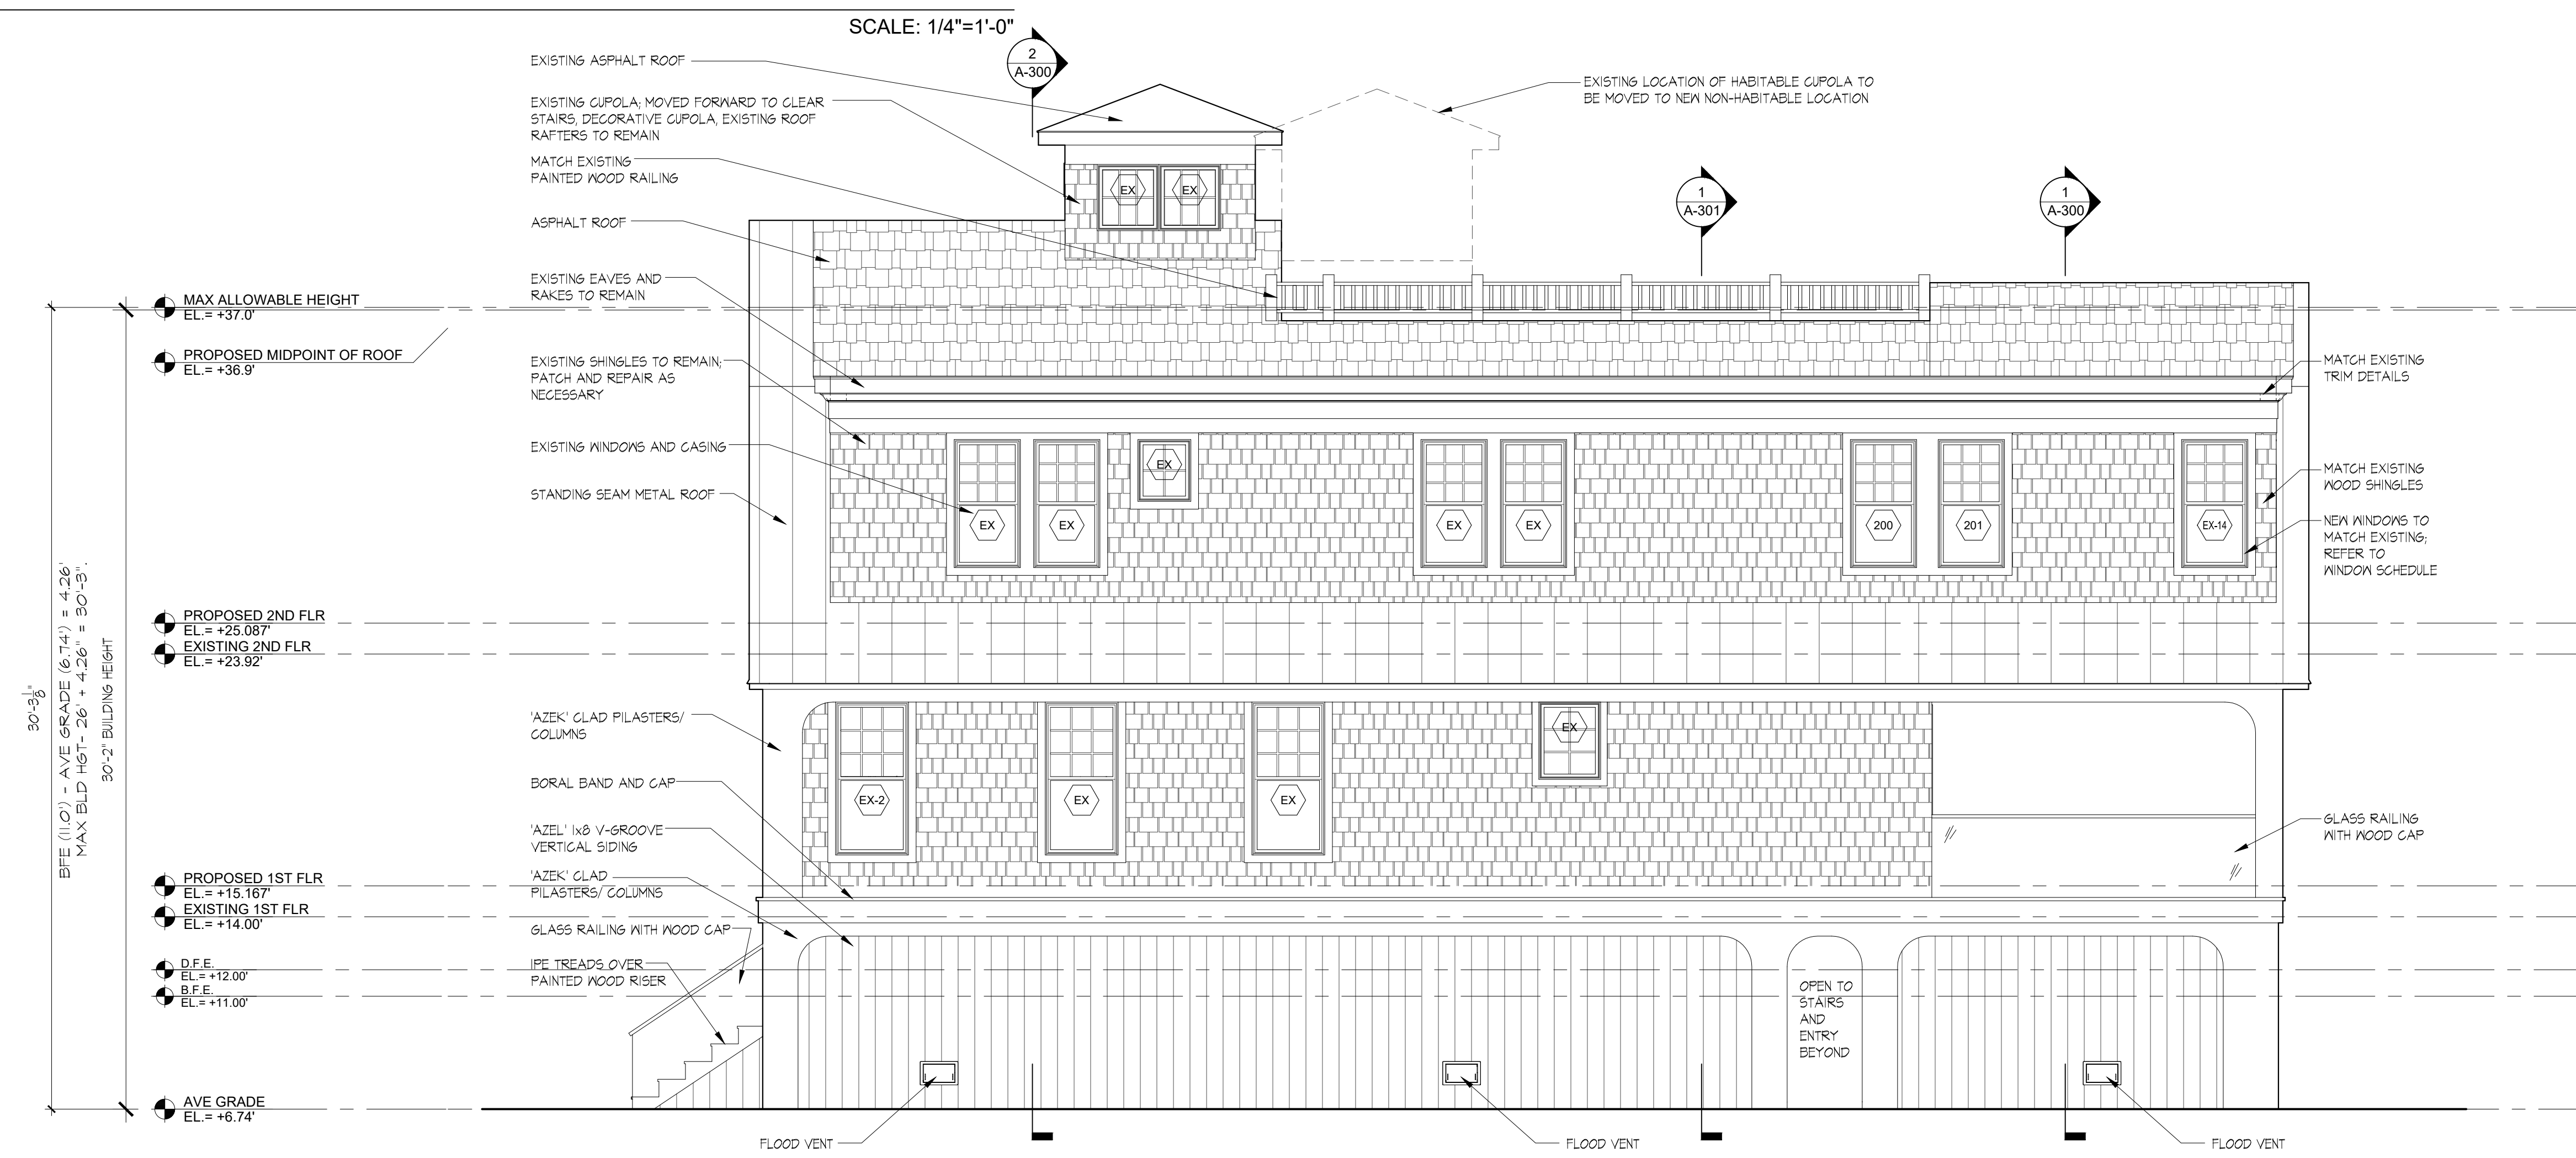 SCALE: 1/4"=1'-0"
2
A-300
EXISTING ASPHALT ROOF
EXISTING CUPOLA; MOVED FORWARD TO CLEAR
STAIRS, DECORATIVE CUPOLA, EXISTING ROOF
RAFTERS TO REMAIN
MATCH EXISTING
PAINTED WOOD RAILING
ASPHALT ROOF
EXISTING EAVES AND
RAKES TO REMAIN
EXISTING SHINGLES TO REMAIN;
PATCH AND REPAIR AS
NECESSARY
EXISTING WINDOWS AND CASING
STANDING SEAM METAL ROOF
'AZEK' CLAD PILASTERS/
COLUMNS
BORAL BAND AND CAP
'AZEL' 1x8 V-GROOVE
VERTICAL SIDING
'AZEK' CLAD
PILASTERS/ COLUMNS
GLASS RAILING WITH WOOD CAP
IPE TREADS OVER
PAINTED WOOD RISER
EXISTING LOCATION OF HABITABLE CUPOLA TO
BE MOVED TO NEW NON-HABITABLE LOCATION
1
A-301
1
A-300
EX
EX
MAX ALLOWABLE HEIGHT
EL.= +37.0'
PROPOSED MIDPOINT OF ROOF
EL.= +36.9'
PROPOSED 2ND FLR
EL.= +25.087'
EXISTING 2ND FLR
EL.= +23.92'
PROPOSED 1ST FLR
EL.= +15.167'
EXISTING 1ST FLR
EL.= +14.00'
D.F.E.
EL.= +12.00'
B.F.E.
EL.= +11.00'
AVE GRADE
EL.= +6.74'
30'-3 1/8"
BFE (11.0') - AVE GRADE (6.74') = 4.26'
MAX BLD HGT- 26' + 4.26" = 30'-3".
30'-2" BUILDING HEIGHT
EX
EX
EX
EX
EX
200
201
EX-14
EX-2
EX
EX
EX
MATCH EXISTING
TRIM DETAILS
MATCH EXISTING
WOOD SHINGLES
NEW WINDOWS TO
MATCH EXISTING;
REFER TO
WINDOW SCHEDULE
GLASS RAILING
WITH WOOD CAP
OPEN TO
STAIRS
AND
ENTRY
BEYOND
FLOOD VENT
FLOOD VENT
FLOOD VENT